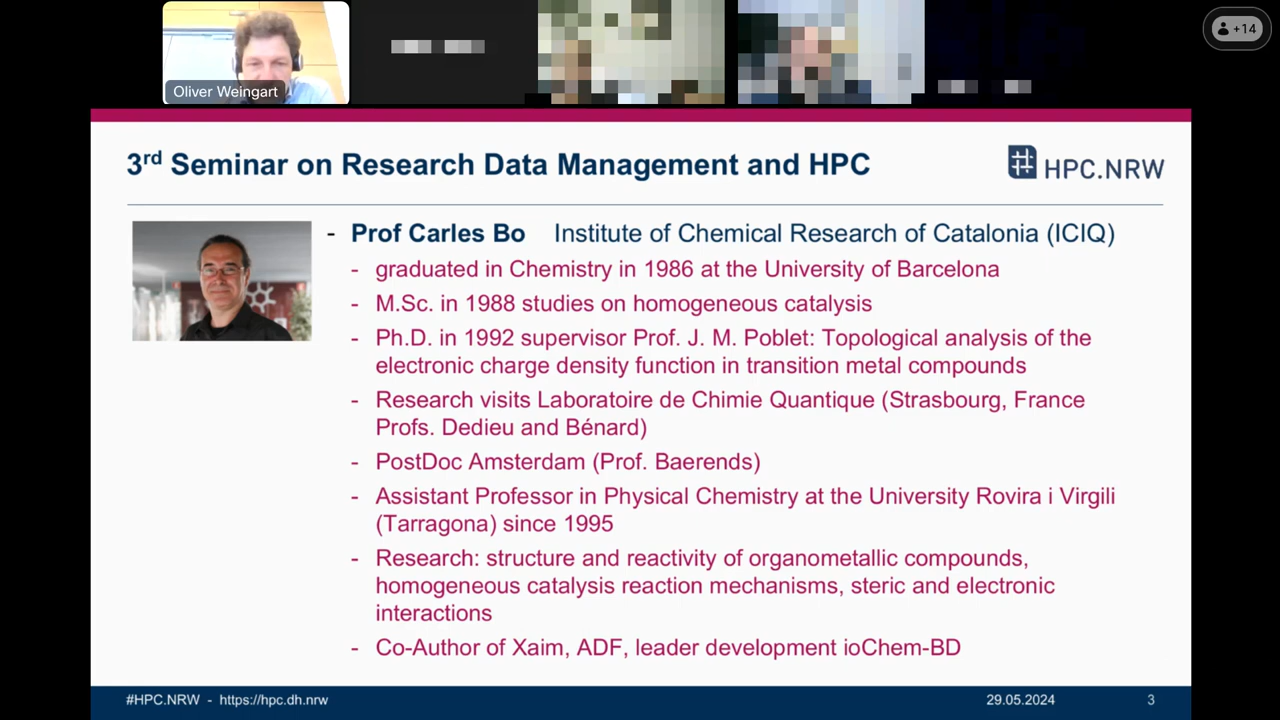 +14
Oliver Weingart
3rd Seminar on Research Data Management and HPC
HPC.NRW
- Prof Carles Bo Institute of Chemical Research of Catalonia (ICIQ)
- graduated in Chemistry in 1986 at the University of Barcelona
- M.Sc. in 1988 studies on homogeneous catalysis
- Ph.D. in 1992 supervisor Prof. J. M. Poblet: Topological analysis of the
electronic charge density function in transition metal compounds
- Research visits Laboratoire de Chimie Quantique (Strasbourg, France
Profs. Dedieu and Bénard)
- PostDoc Amsterdam (Prof. Baerends)
- Assistant Professor in Physical Chemistry at the University Rovira i Virgili
(Tarragona) since 1995
- Research: structure and reactivity of organometallic compounds,
homogeneous catalysis reaction mechanisms, steric and electronic
interactions
- Co-Author of Xaim, ADF, leader development ioChem-BD
#HPC.NRW - https://hpc.dh.nrw 29.05.2024 3